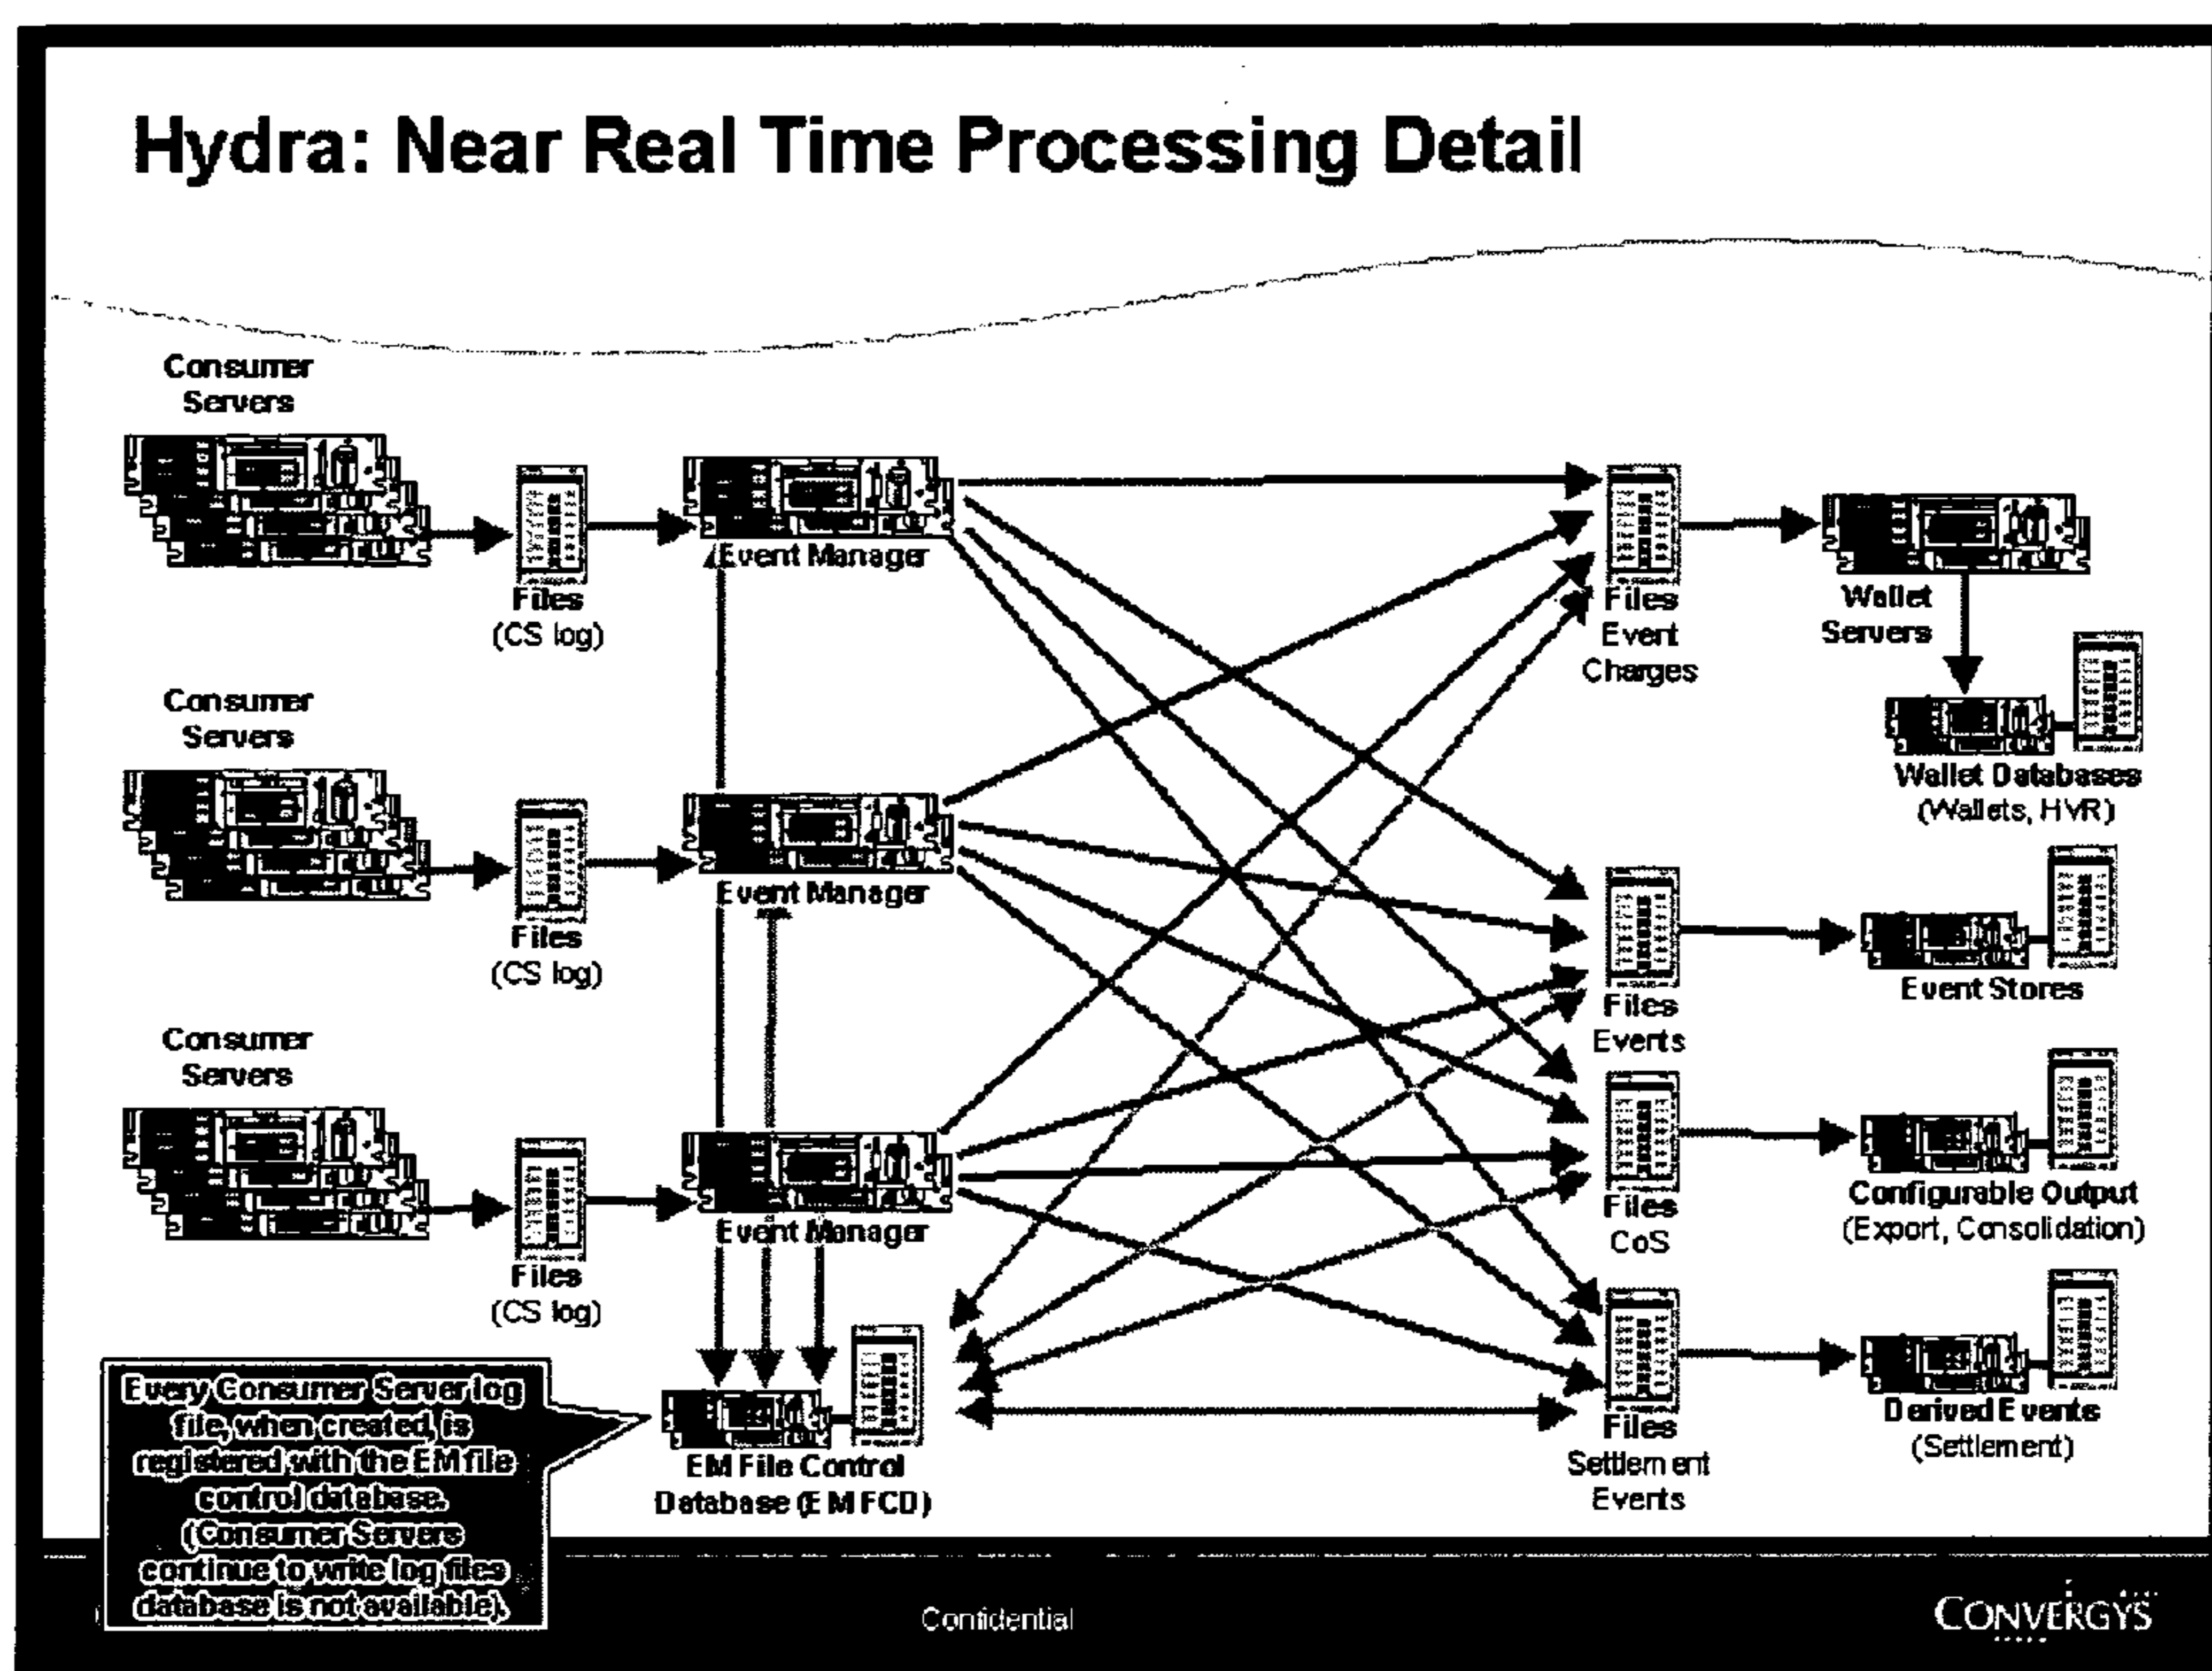 Hydra: Near Real Time Processing Detail
Consumer
Servers
Files
(CS log)
Event Manager
Files
Event
Charges
Wallet
Servers
Wallet Databases
(Wallets, HVR)
Consumer
Servers
Files
(CS log)
Event Manager
Files
Events
Event Stores
Consumer
Servers
Files
(CS log)
Event Manager
Files
CoS
Configurable Output
(Export, Consolidation)
Files
Settlement
Events
Derived Events
(Settlement)
EM File Control
Database (EM FCD)
Every Consumer Server log
file, when created, is
registered with the EM file
control database.
(Consumer Servers
continue to write log files
database is not available).
Confidential
CONVERGYS